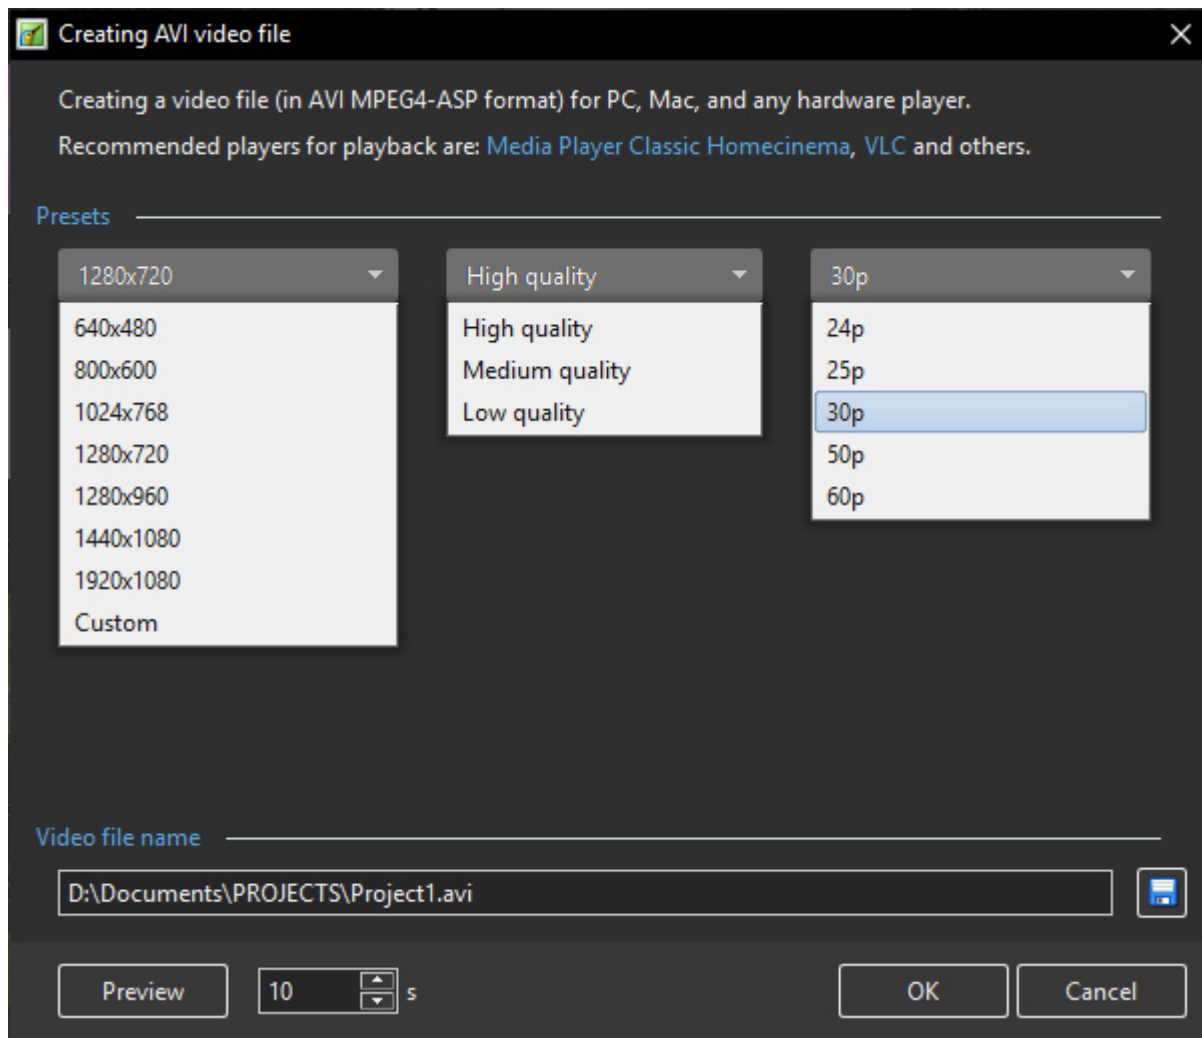 Creating AVI video file
Creating a video file (in AVI MPEG4-ASP format) for PC, Mac, and any hardware player.
Recommended players for playback are: Media Player Classic Homecinema, VLC and others.
Presets
1280x720
640x480
800x600
1024x768
1280x720
1280x960
1440x1080
1920x1080
Custom
High quality
High quality
Medium quality
Low quality
30p
24p
25p
30p
50p
60p
Video file name
D:\Documents\PROJECTS\Project1.avi
Preview 10 s OK Cancel